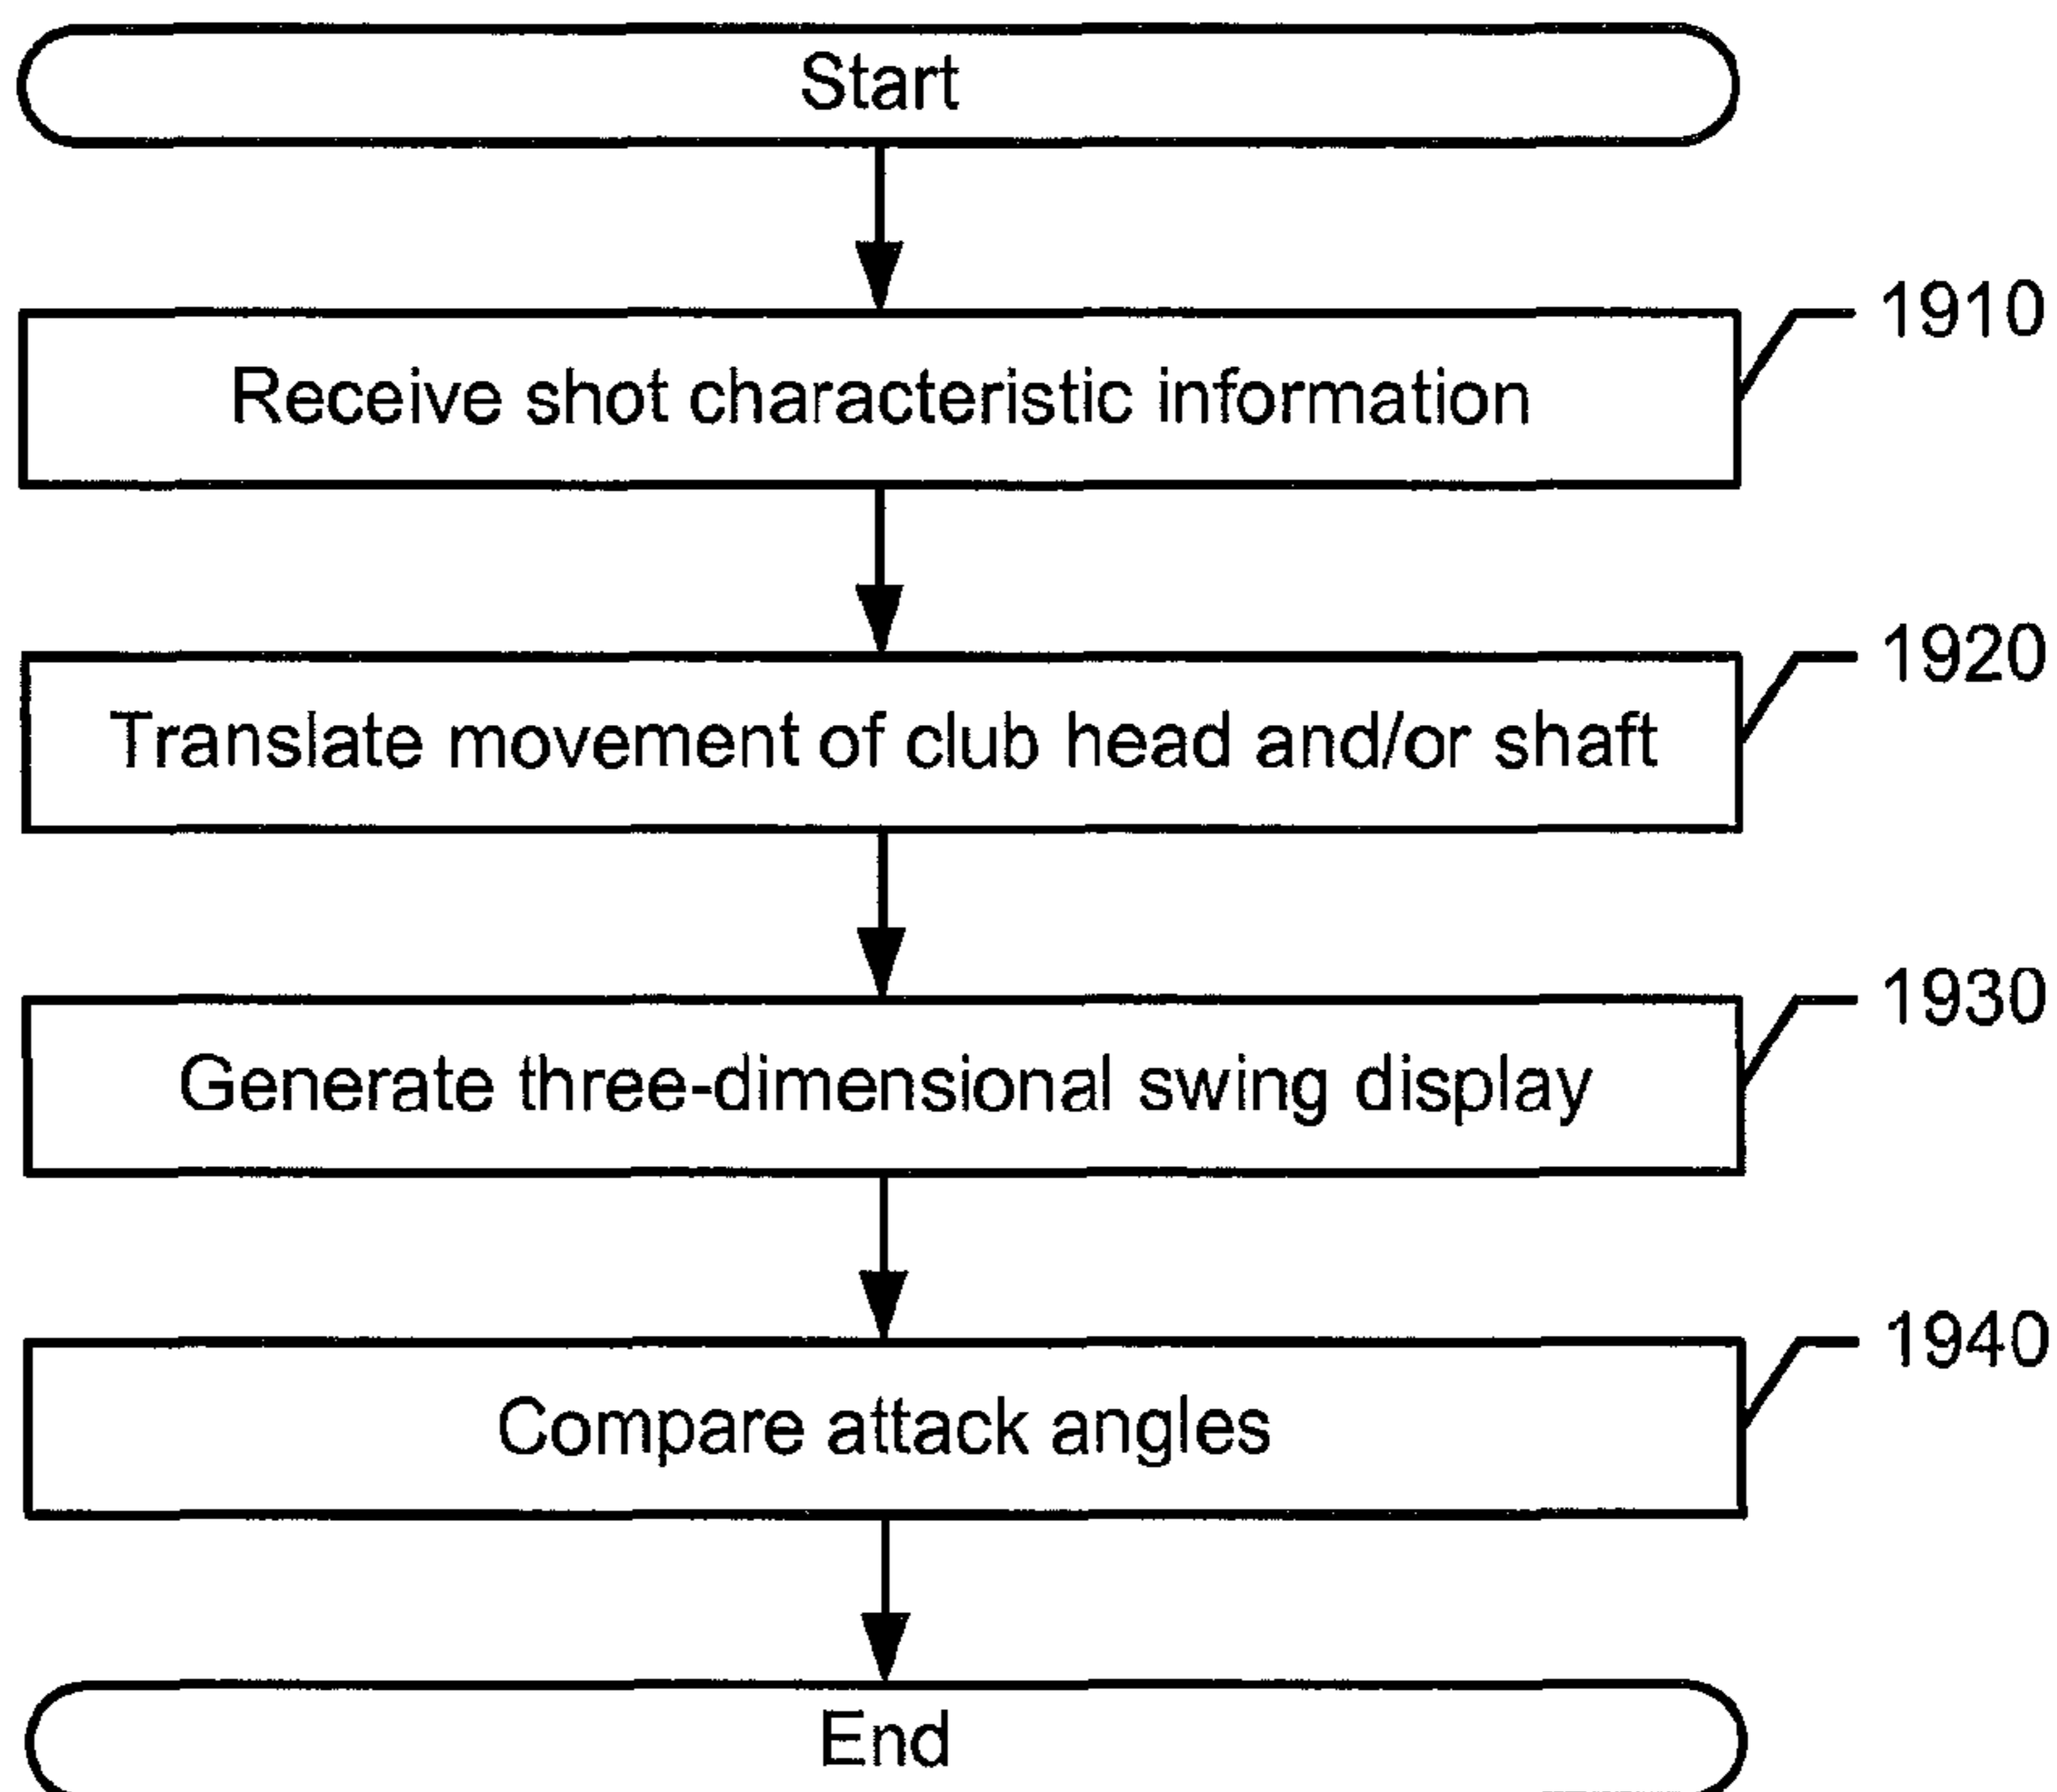 Start
1910
Receive shot characteristic information
1920
Translate movement of club head and/or shaft
1930
Generate three-dimensional swing display
1940
Compare attack angles
End